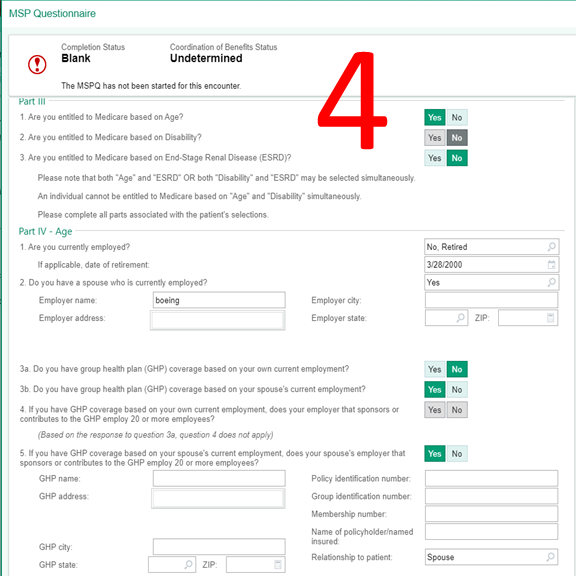 MSP Questionnaire
Completion Status
Coordination of Benefits Status
Blank
Undetermined
The MSPQ has not been started for this encounter.
4
Part III
1. Are you entitled to Medicare based on Age?
Yes No
2. Are you entitled to Medicare based on Disability?
Yes No
3. Are you entitled to Medicare based on End-Stage Renal Disease (ESRD)?
Yes No
Please note that both "Age" and "ESRD" OR both "Disability" and "ESRD" may be selected simultaneously.
An individual cannot be entitled to Medicare based on "Age" and "Disability" simultaneously.
Please complete all parts associated with the patient's selections.
Part IV - Age
1. Are you currently employed?
No, Retired
If applicable, date of retirement:
3/28/2000
2. Do you have a spouse who is currently employed?
Yes
Employer name:
boeing
Employer city:
Employer address:
Employer state:
ZIP:
3a. Do you have group health plan (GHP) coverage based on your own current employment?
Yes No
3b. Do you have group health plan (GHP) coverage based on your spouse's current employment?
Yes No
4. If you have GHP coverage based on your own current employment, does your employer that sponsors or
contributes to the GHP employ 20 or more employees?
Yes No
(Based on the response to question 3a, question 4 does not apply)
5. If you have GHP coverage based on your spouse's current employment, does your spouse's employer that
sponsors or contributes to the GHP employ 20 or more employees?
Yes No
GHP name:
Policy identification number:
GHP address:
Group identification number:
Membership number:
Name of policyholder/named
insured:
GHP city:
Relationship to patient:
Spouse
GHP state:
ZIP: